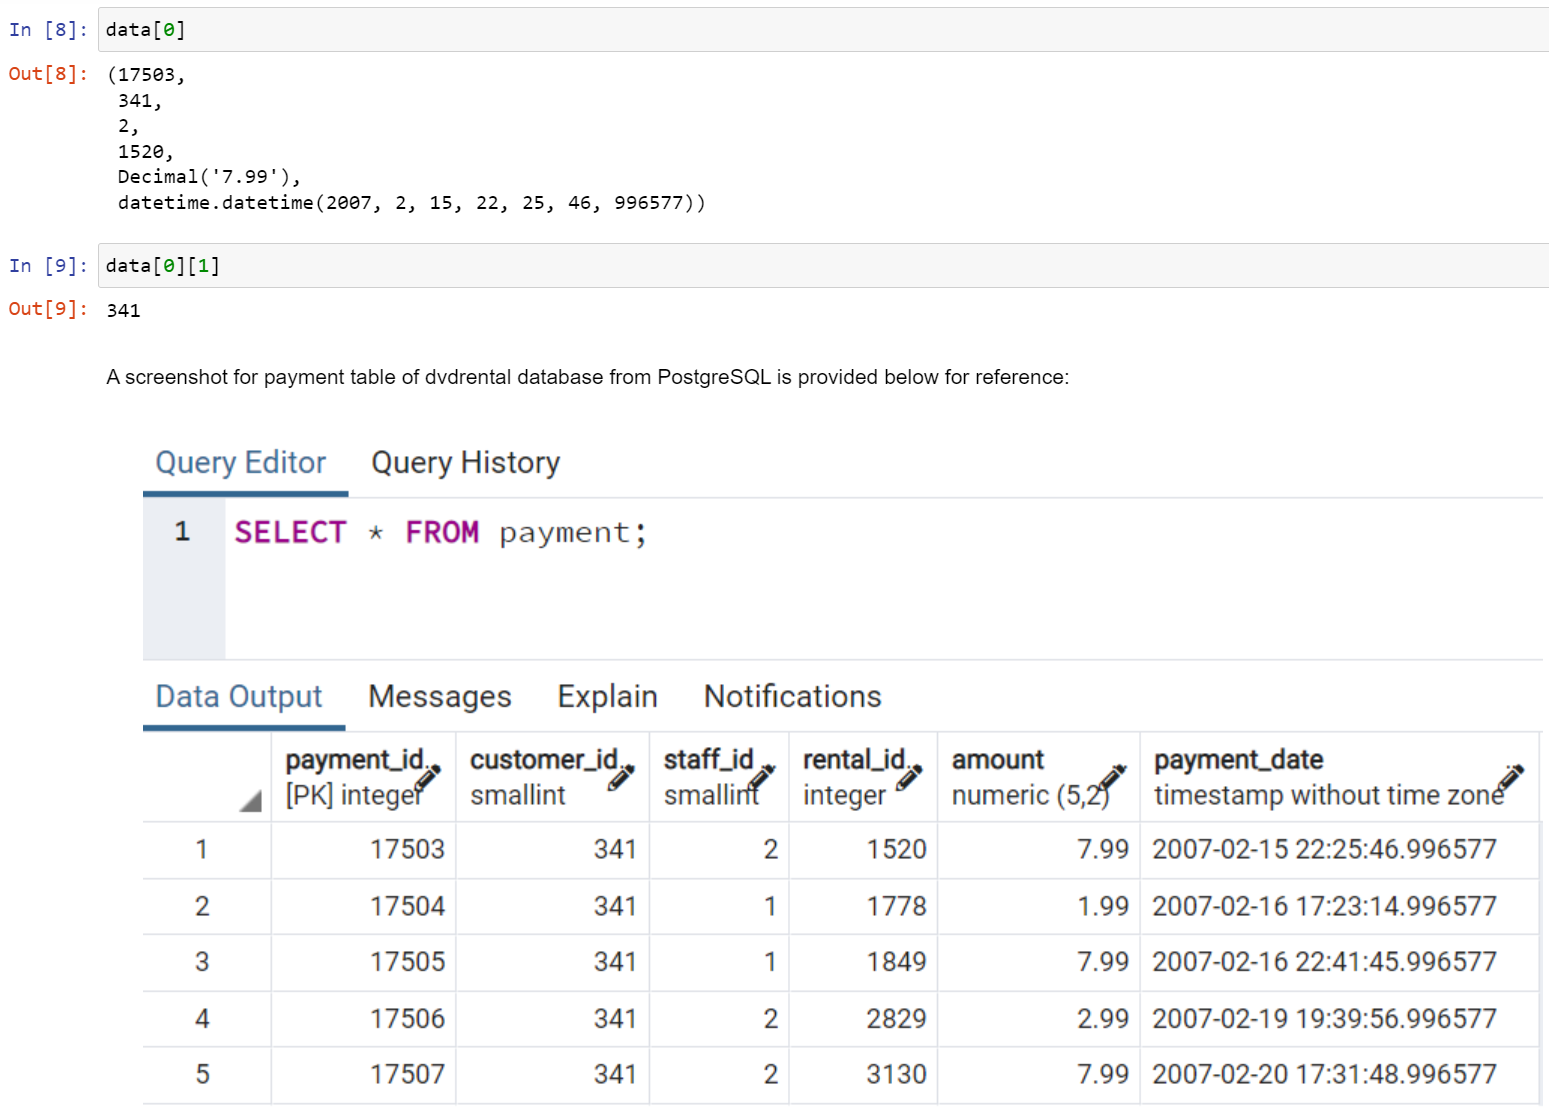 In [8]: data[0]
Out[8]: (17503,
341,
2,
1520,
Decimal('7.99'),
datetime.datetime(2007, 2, 15, 22, 25, 46, 996577))
In [9]: data[0][1]
Out[9]: 341
A screenshot for payment table of dvdrental database from PostgreSQL is provided below for reference:
Query Editor Query History
1 SELECT * FROM payment;
Data Output Messages Explain Notifications
payment_id.. customer_id.. staff_id rental_id.. amount payment_date
[PK] integer smallint smallint integer numeric (5,2) timestamp without time zone
1 17503 341 2 1520 7.99 2007-02-15 22:25:46.996577
2 17504 341 1 1778 1.99 2007-02-16 17:23:14.996577
3 17505 341 1 1849 7.99 2007-02-16 22:41:45.996577
4 17506 341 2 2829 2.99 2007-02-19 19:39:56.996577
5 17507 341 2 3130 7.99 2007-02-20 17:31:48.996577